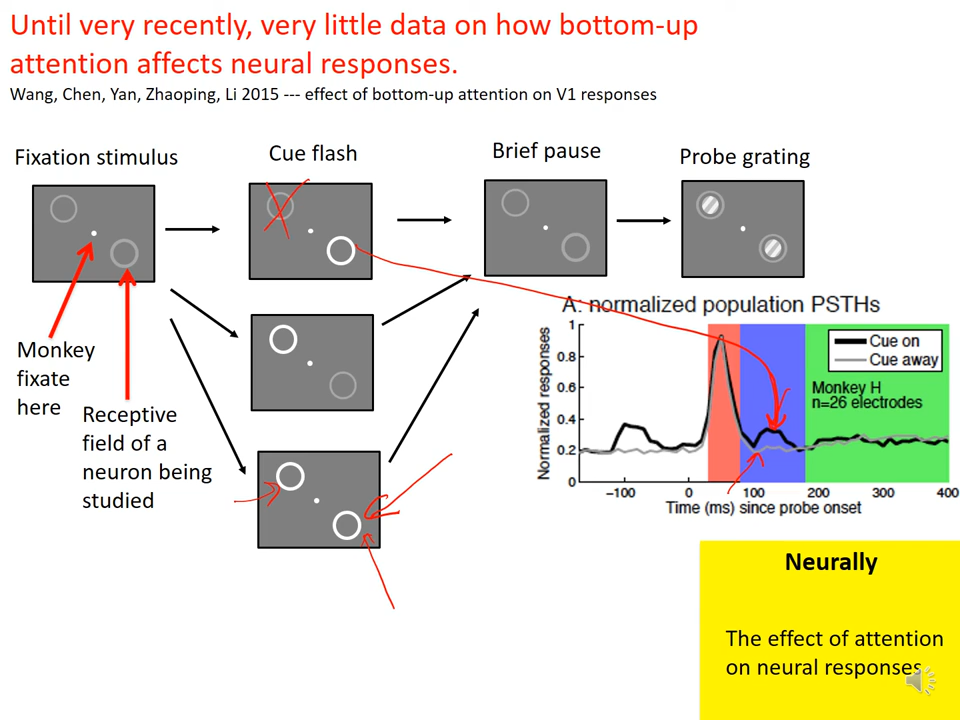 Until very recently, very little data on how bottom-up
attention affects neural responses.
Wang, Chen, Yan, Zhaoping, Li 2015 --- effect of bottom-up attention on V1 responses
Fixation stimulus
Cue flash
Brief pause
Probe grating
Monkey
fixate
here
Receptive
field of a
neuron being
studied
A: normalized population PSTHs
Normalized responses
1
0.8
0.6
0.4
0.2
0
Cue on
Cue away
Monkey H
n=26 electrodes
−100
0
100
200
300
400
Time (ms) since probe onset
Neurally
The effect of attention
on neural responses